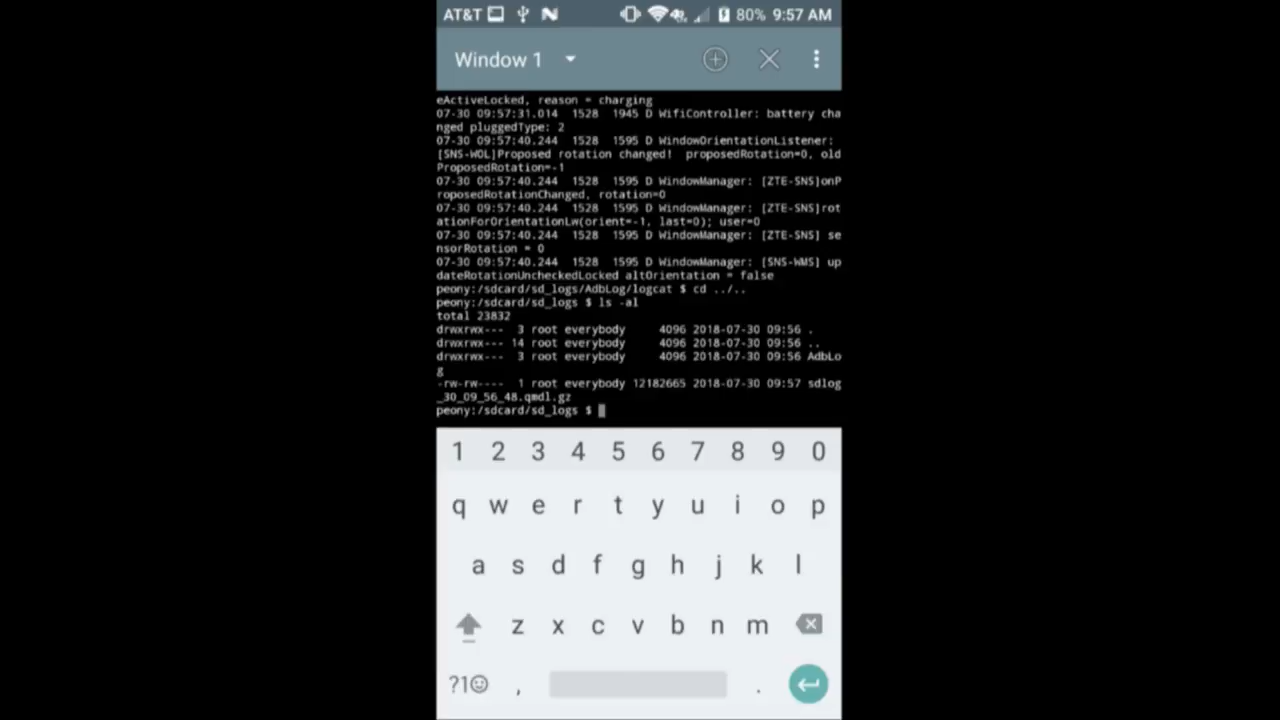 AT&T 80% 9:57 AM
Window 1
eActiveLocked, reason = charging
07-30 09:57:31.014  1528  1945 D WifiController: battery cha
nged pluggedType: 2
07-30 09:57:40.244  1528  1595 D WindowOrientationListener:
[SNS-WOL]Proposed rotation changed!  proposedRotation=0, old
ProposedRotation=-1
07-30 09:57:40.244  1528  1595 D WindowManager: [ZTE-SNS]onP
roposedRotationChanged, rotation=0
07-30 09:57:40.244  1528  1595 D WindowManager: [ZTE-SNS]rot
ationForOrientationLw(orient=-1, last=0); user=0
07-30 09:57:40.244  1528  1595 D WindowManager: [ZTE-SNS] se
nsorRotation = 0
07-30 09:57:40.244  1528  1595 D WindowManager: [SNS-WMS] up
dateRotationUncheckedLocked altOrientation = false
peony:/sdcard/sd_logs/AdbLog/logcat $ cd ../..
peony:/sdcard/sd_logs $ ls -al
total 23832
drwxrwx---  3 root everybody     4096 2018-07-30 09:56 .
drwxrwx--- 14 root everybody     4096 2018-07-30 09:56 ..
drwxrwx---  3 root everybody     4096 2018-07-30 09:56 AdbLo
g
-rw-rw----  1 root everybody 12182665 2018-07-30 09:57 sdlog
_30_09_56_48.qmdl.gz
peony:/sdcard/sd_logs $
1 2 3 4 5 6 7 8 9 0
q w e r t y u i o p
a s d f g h j k l
z x c v b n m
?1☺ , .